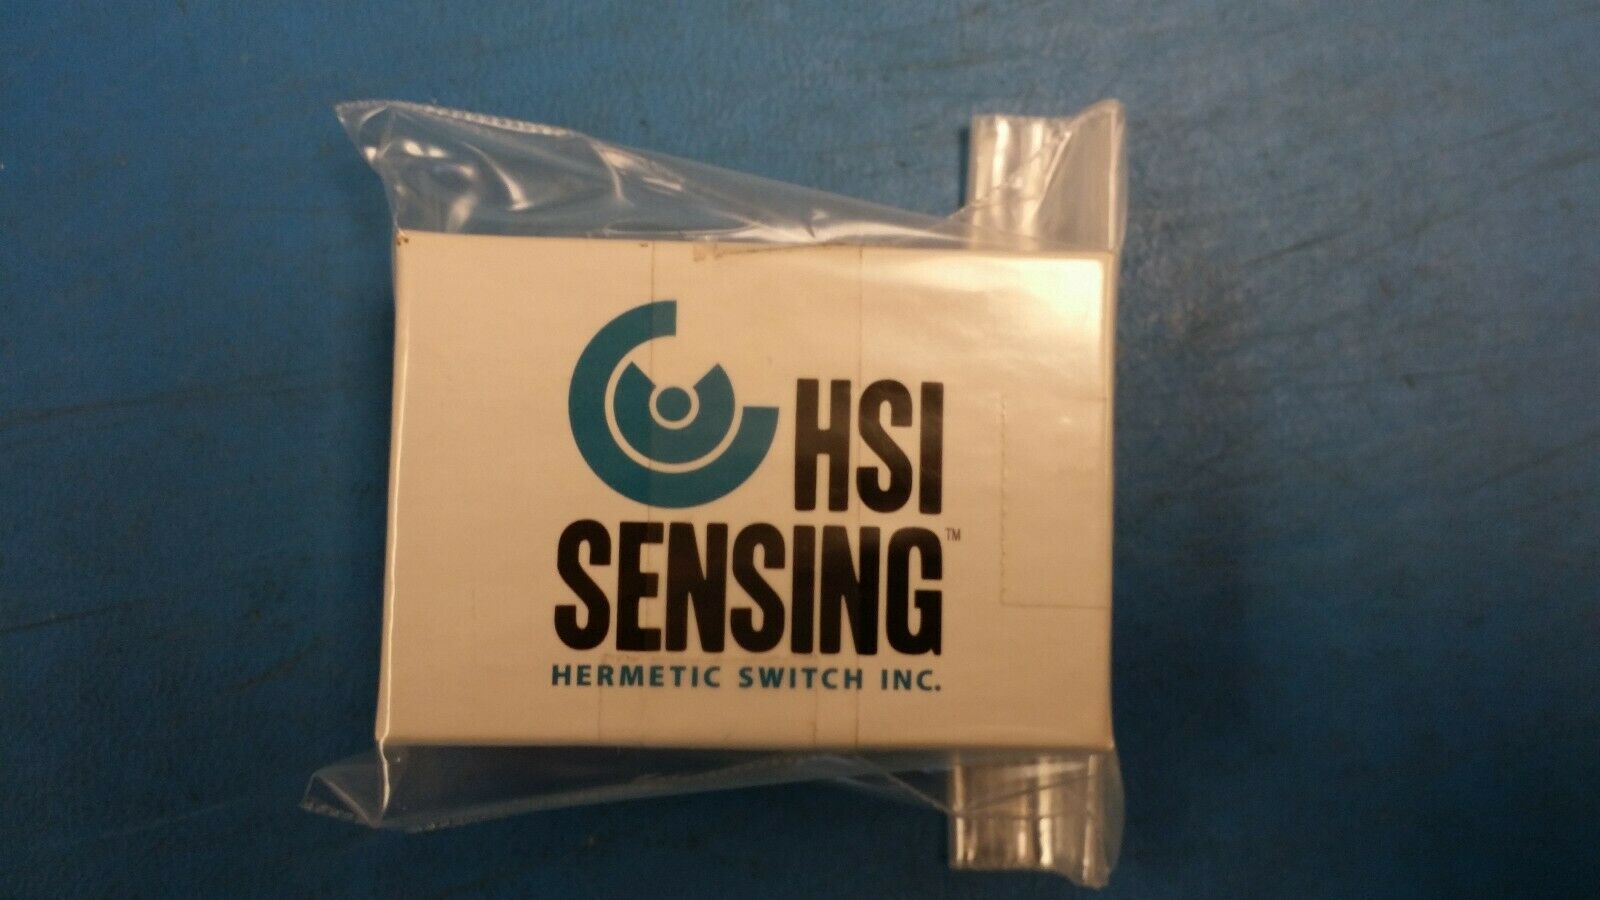 HSI
SENSING™
HERMETIC SWITCH INC.